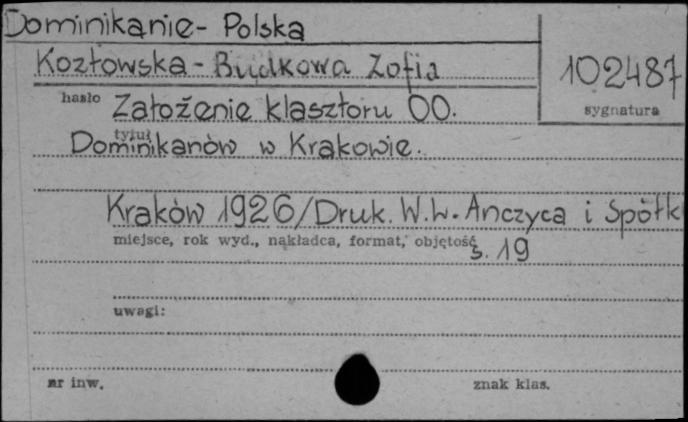 Dominikanie - Polska
Kozłowska - Budkowa Zofia
102487
hasło
sygnatura
Założenie klasztoru OO.
tytuł
Dominikanów w Krakowie.
Kraków 1926/Druk. W.L. Anczyca i Spółk
miejsce, rok wyd., nakładca, format, objętość
s. 19
uwagi:
nr inw.
znak klas.